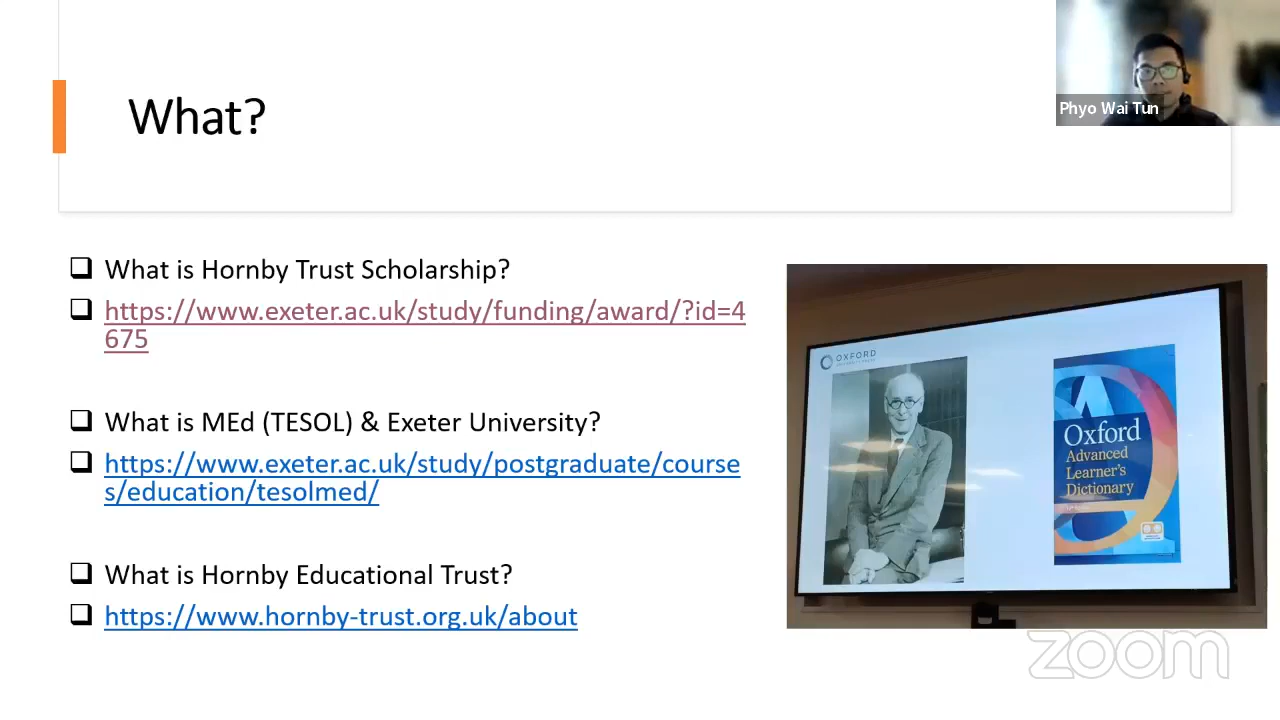 What?
Phyo Wai Tun
What is Hornby Trust Scholarship?
https://www.exeter.ac.uk/study/funding/award/?id=4
675
What is MEd (TESOL) & Exeter University?
https://www.exeter.ac.uk/study/postgraduate/course
s/education/tesolmed/
What is Hornby Educational Trust?
https://www.hornby-trust.org.uk/about
OXFORD
UNIVERSITY PRESS
Oxford
Advanced
Learner's
Dictionary
zoom